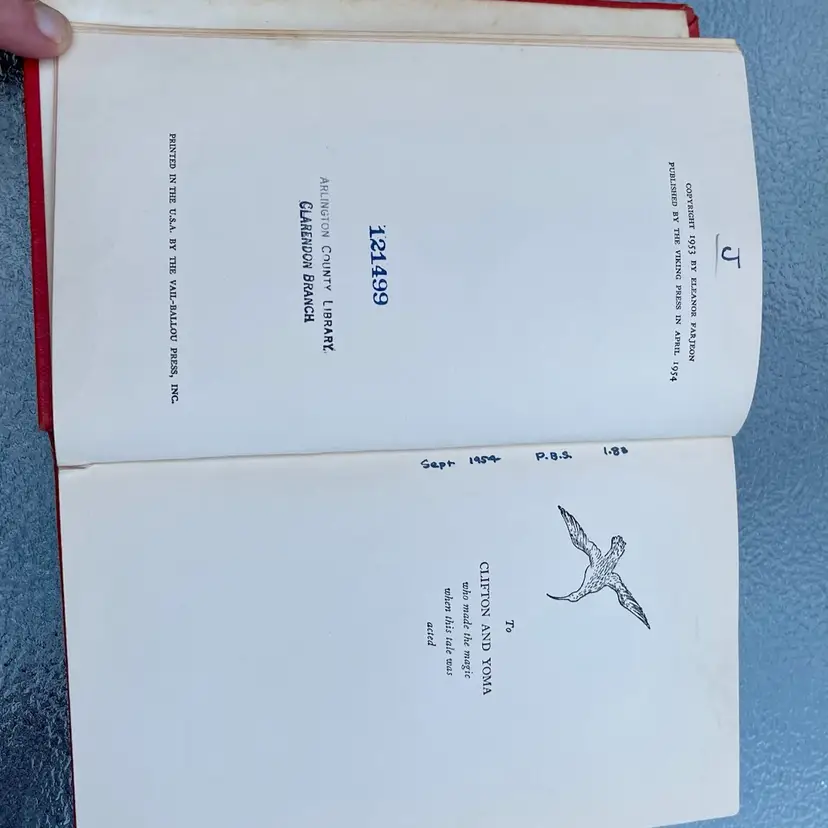 J
COPYRIGHT 1953 BY ELEANOR FARJEON
PUBLISHED BY THE VIKING PRESS IN APRIL 1954
121499
ARLINGTON COUNTY LIBRARY,
CLARENDON BRANCH
PRINTED IN THE U.S.A. BY THE VAIL-BALLOU PRESS, INC.
Sept 1954 P.B.S. 1.88
To
CLIFTON AND YOMA
who made the magic
when this tale was
acted